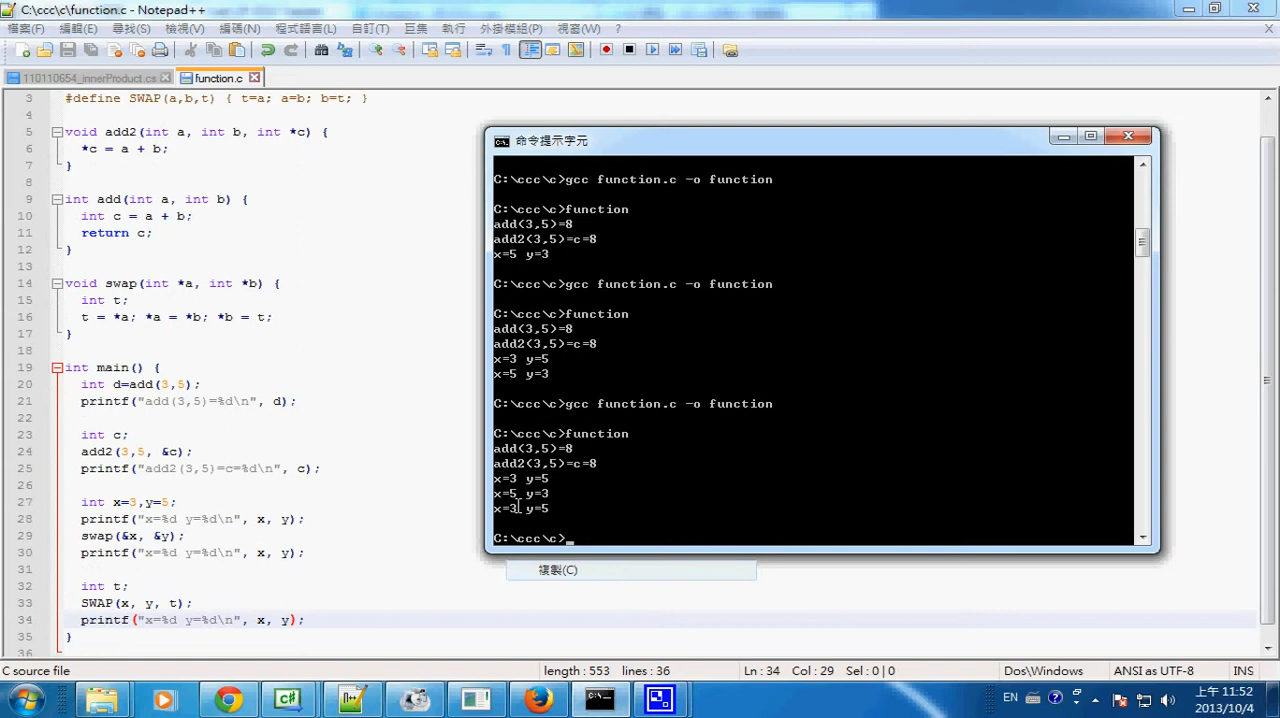 C:\ccc\c\function.c - Notepad++
檔案(F) 編輯(E) 尋找(S) 檢視(V) 編碼(N) 程式語言(L) 自訂(T) 巨集 執行 外掛模組(P) 視窗(W) ?
110110654_innerProduct.cs function.c
3 #define SWAP(a,b,t) { t=a; a=b; b=t; }
4
5 void add2(int a, int b, int *c) {
6 *c = a + b;
7 }
8
9 int add(int a, int b) {
10 int c = a + b;
11 return c;
12 }
13
14 void swap(int *a, int *b) {
15 int t;
16 t = *a; *a = *b; *b = t;
17 }
18
19 int main() {
20 int d=add(3,5);
21 printf("add(3,5)=%d\n", d);
22
23 int c;
24 add2(3,5, &c);
25 printf("add2(3,5)=c=%d\n", c);
26
27 int x=3,y=5;
28 printf("x=%d y=%d\n", x, y);
29 swap(&x, &y);
30 printf("x=%d y=%d\n", x, y);
31
32 int t;
33 SWAP(x, y, t);
34 printf("x=%d y=%d\n", x, y);
35 }
36
命令提示字元
C:\ccc\c>gcc function.c -o function
C:\ccc\c>function
add(3,5)=8
add2(3,5)=c=8
x=5 y=3
C:\ccc\c>gcc function.c -o function
C:\ccc\c>function
add(3,5)=8
add2(3,5)=c=8
x=3 y=5
x=5 y=3
C:\ccc\c>gcc function.c -o function
C:\ccc\c>function
add(3,5)=8
add2(3,5)=c=8
x=3 y=5
x=5 y=3
x=3 y=5
C:\ccc\c>_
複製(C)
C source file length : 553 lines : 36 Ln : 34 Col : 29 Sel : 0 | 0 Dos\Windows ANSI as UTF-8 INS
EN 上午 11:52
2013/10/4